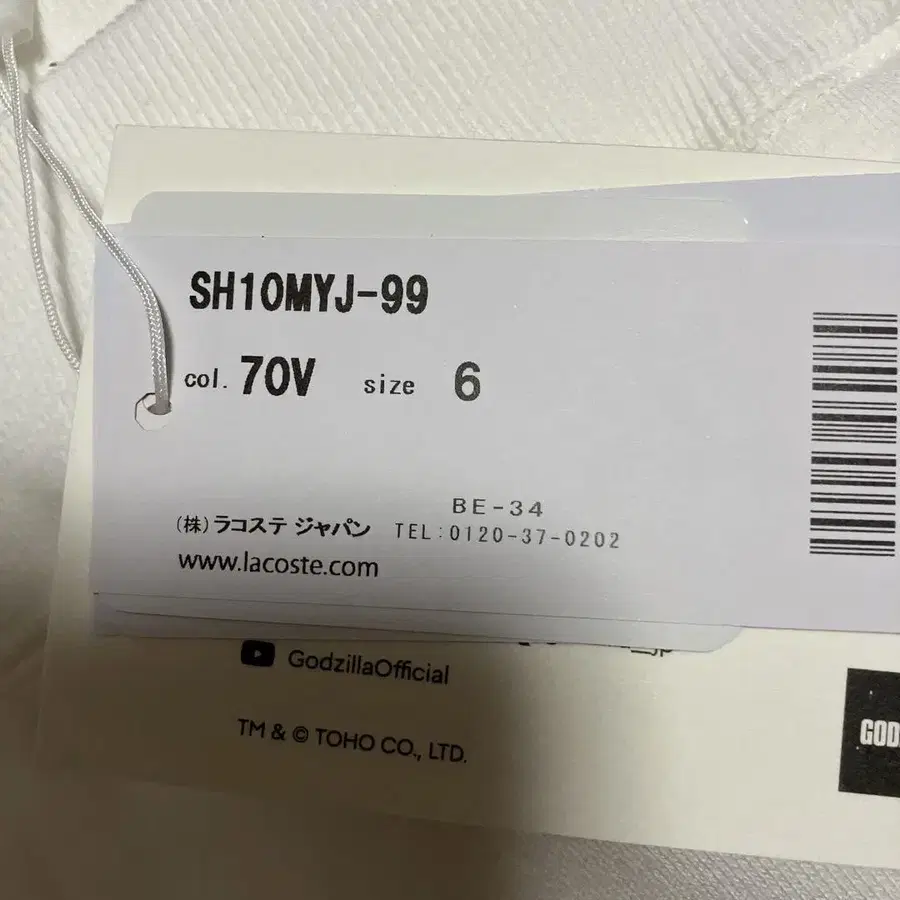 SH10MYJ-99
col. 70V size 6
BE-34
(株)ラコステ ジャパン TEL:0120-37-0202
www.lacoste.com
GodzillaOfficial
TM & © TOHO CO., LTD.
GOD